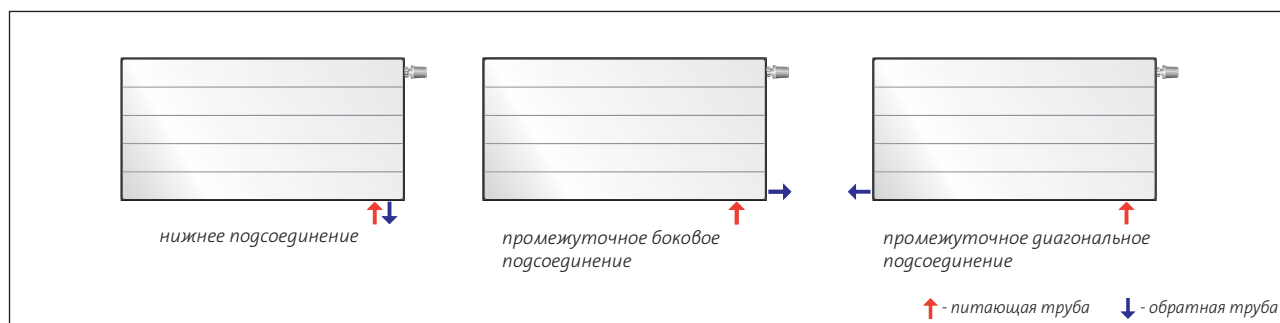 нижнее подсоединение
промежуточное боковое
подсоединение
промежуточное диагональное
подсоединение
- питающая труба
- обратная труба